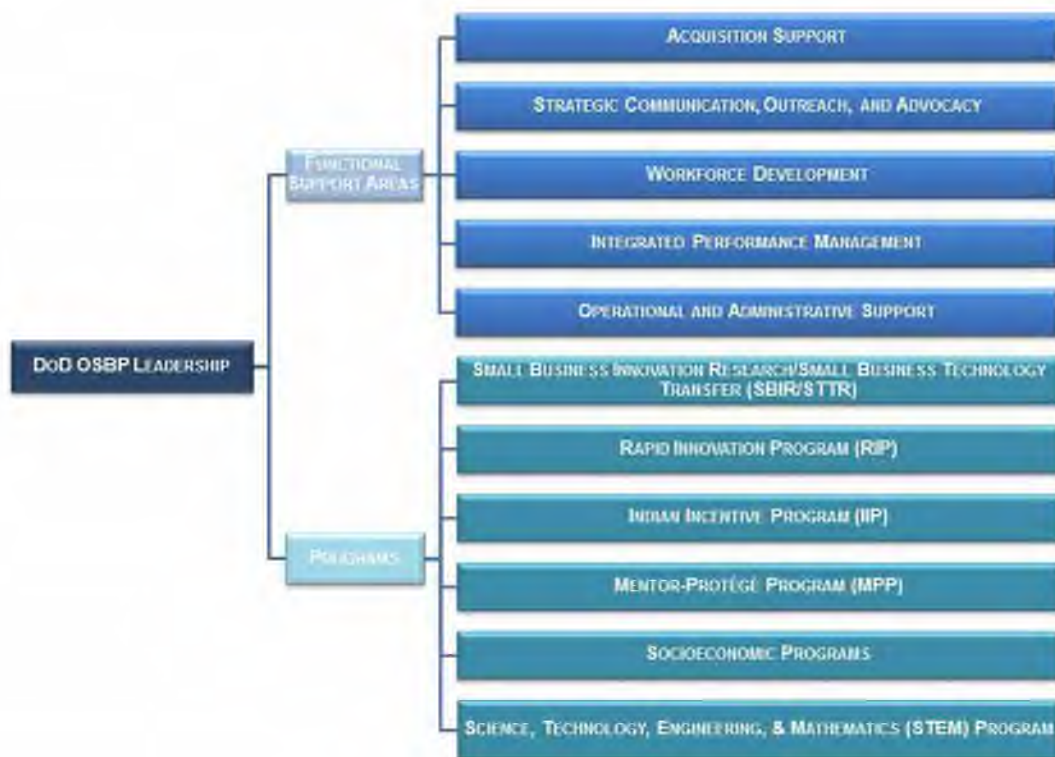 DOD OSBP LEADERSHIP
FUNCTIONAL
SUPPORT AREAS
ACQUISITION SUPPORT
STRATEGIC COMMUNICATION, OUTREACH, AND ADVOCACY
WORKFORCE DEVELOPMENT
INTEGRATED PERFORMANCE MANAGEMENT
OPERATIONAL AND ADMINISTRATIVE SUPPORT
PROGRAMS
SMALL BUSINESS INNOVATION RESEARCH/SMALL BUSINESS TECHNOLOGY
TRANSFER (SBIR/STTR)
RAPID INNOVATION PROGRAM (RIP)
INDIAN INCENTIVE PROGRAM (IIP)
MENTOR-PROTÉGÉ PROGRAM (MPP)
SOCIOECONOMIC PROGRAMS
SCIENCE, TECHNOLOGY, ENGINEERING, & MATHEMATICS (STEM) PROGRAM